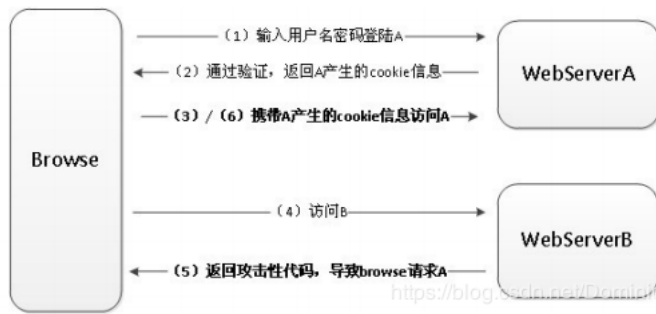 （1）输入用户名密码登陆A
（2）通过验证，返回A产生的cookie信息
WebServerA
（3）/（6）携带A产生的cookie信息访问A
Browse
（4）访问B
WebServerB
（5）返回攻击性代码，导致browse请求A
https://blog.csdn.net/Domini